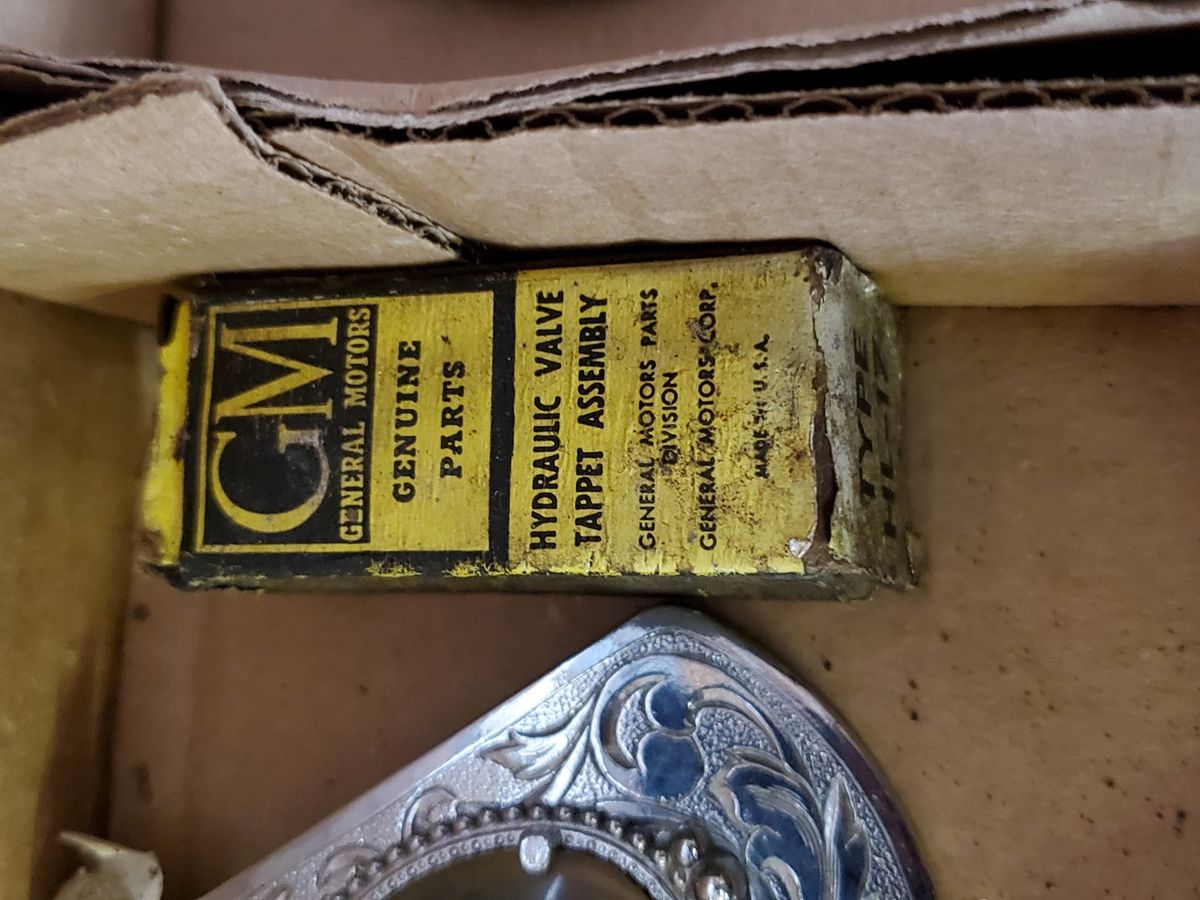 GM
GENERAL MOTORS
GENUINE
PARTS
HYDRAULIC VALVE
TAPPET ASSEMBLY
GENERAL MOTORS PARTS
DIVISION
GENERAL MOTORS CORP.
MADE IN U.S.A.
TYPE